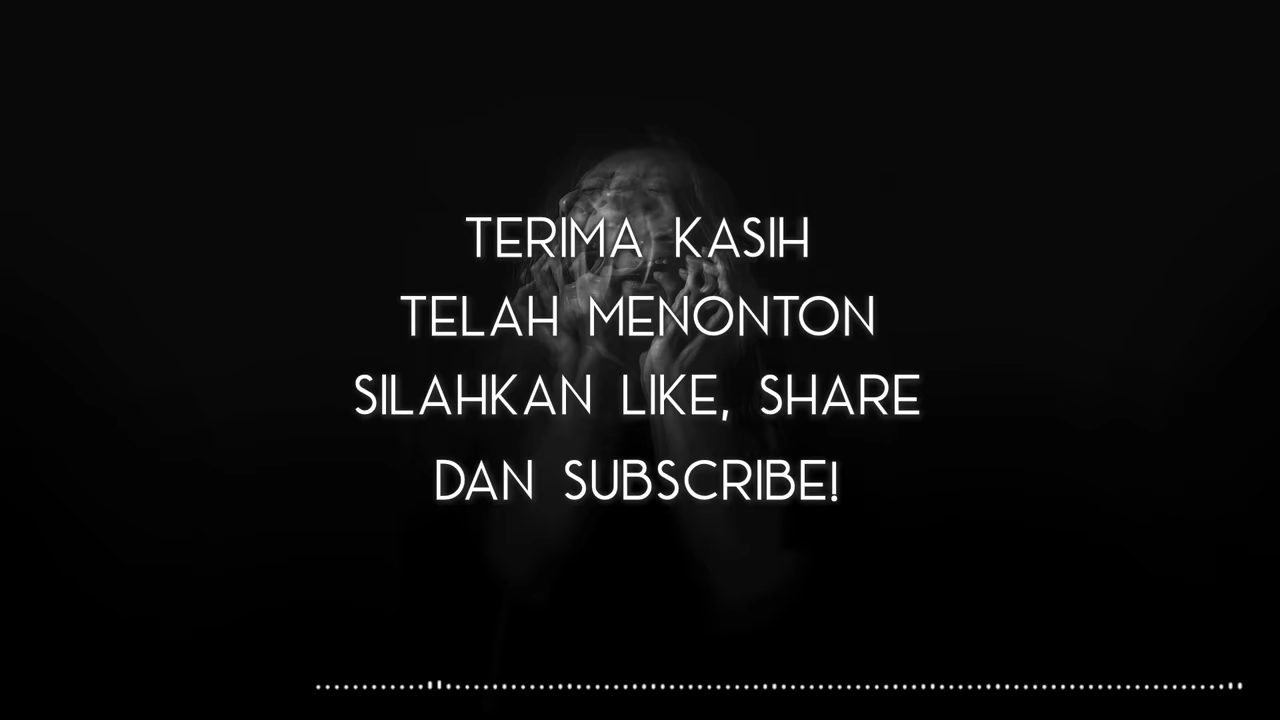 TERIMA KASIH
TELAH MENONTON
SILAHKAN LIKE, SHARE
DAN SUBSCRIBE!